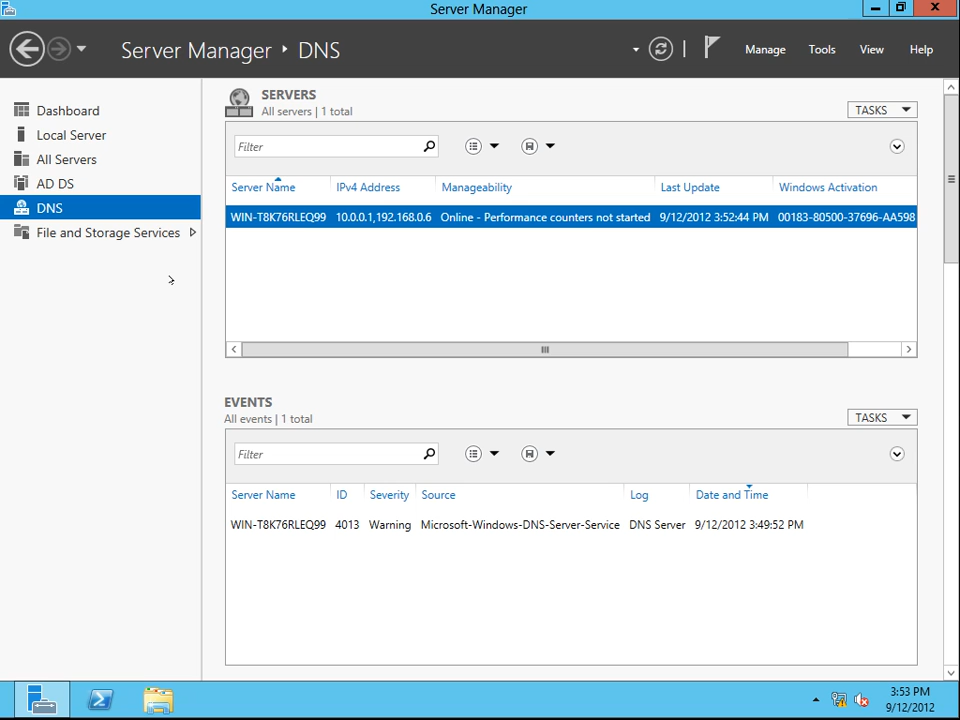 Server Manager
Server Manager ‣ DNS
Manage Tools View Help
Dashboard
Local Server
All Servers
AD DS
DNS
File and Storage Services
SERVERS
All servers | 1 total
TASKS
Filter
Server Name IPv4 Address Manageability Last Update Windows Activation
WIN-T8K76RLEQ99 10.0.0.1,192.168.0.6 Online - Performance counters not started 9/12/2012 3:52:44 PM 00183-80500-37696-AA598
EVENTS
All events | 1 total
TASKS
Filter
Server Name ID Severity Source Log Date and Time
WIN-T8K76RLEQ99 4013 Warning Microsoft-Windows-DNS-Server-Service DNS Server 9/12/2012 3:49:52 PM
3:53 PM
9/12/2012